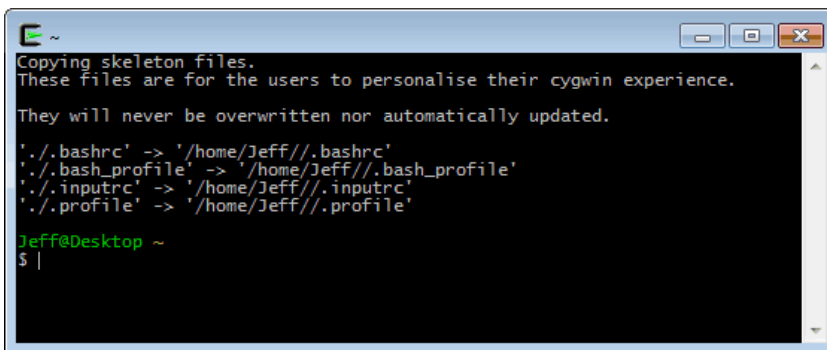 ~
Copying skeleton files.
These files are for the users to personalise their cygwin experience.
They will never be overwritten nor automatically updated.
'./.bashrc' -> '/home/Jeff//.bashrc'
'./.bash_profile' -> '/home/Jeff//.bash_profile'
'./.inputrc' -> '/home/Jeff//.inputrc'
'./.profile' -> '/home/Jeff//.profile'
Jeff@Desktop ~
$